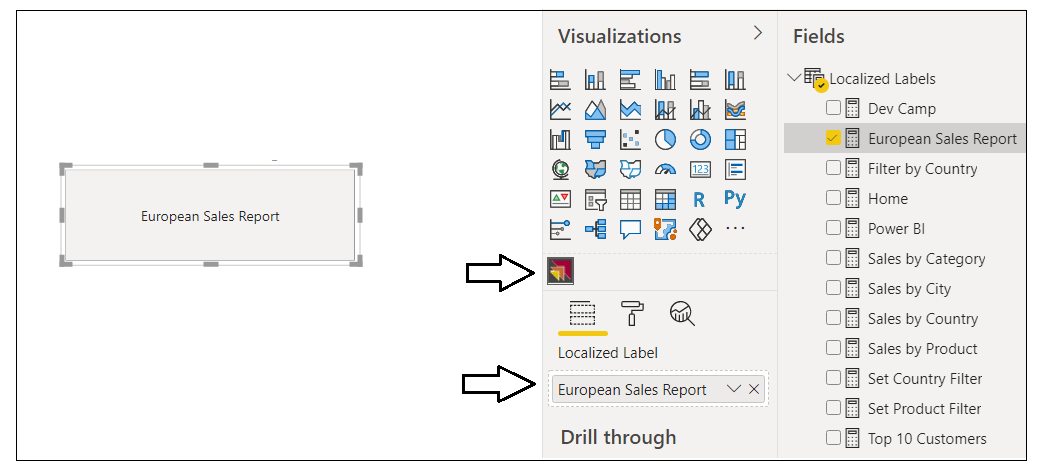 European Sales Report
Visualizations
123
R
Py
Localized Label
European Sales Report
Drill through
Fields
Localized Labels
Dev Camp
European Sales Report
Filter by Country
Home
Power BI
Sales by Category
Sales by City
Sales by Country
Sales by Product
Set Country Filter
Set Product Filter
Top 10 Customers